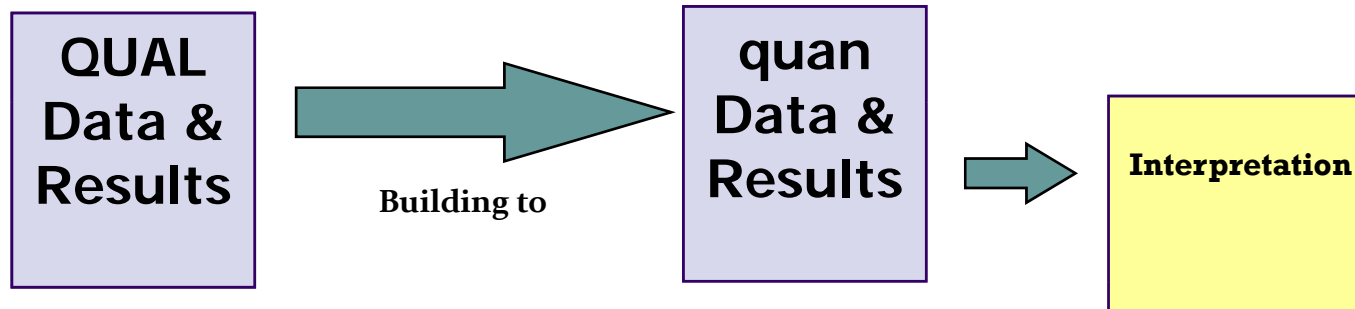 QUAL
Data &
Results
Building to
quan
Data &
Results
Interpretation